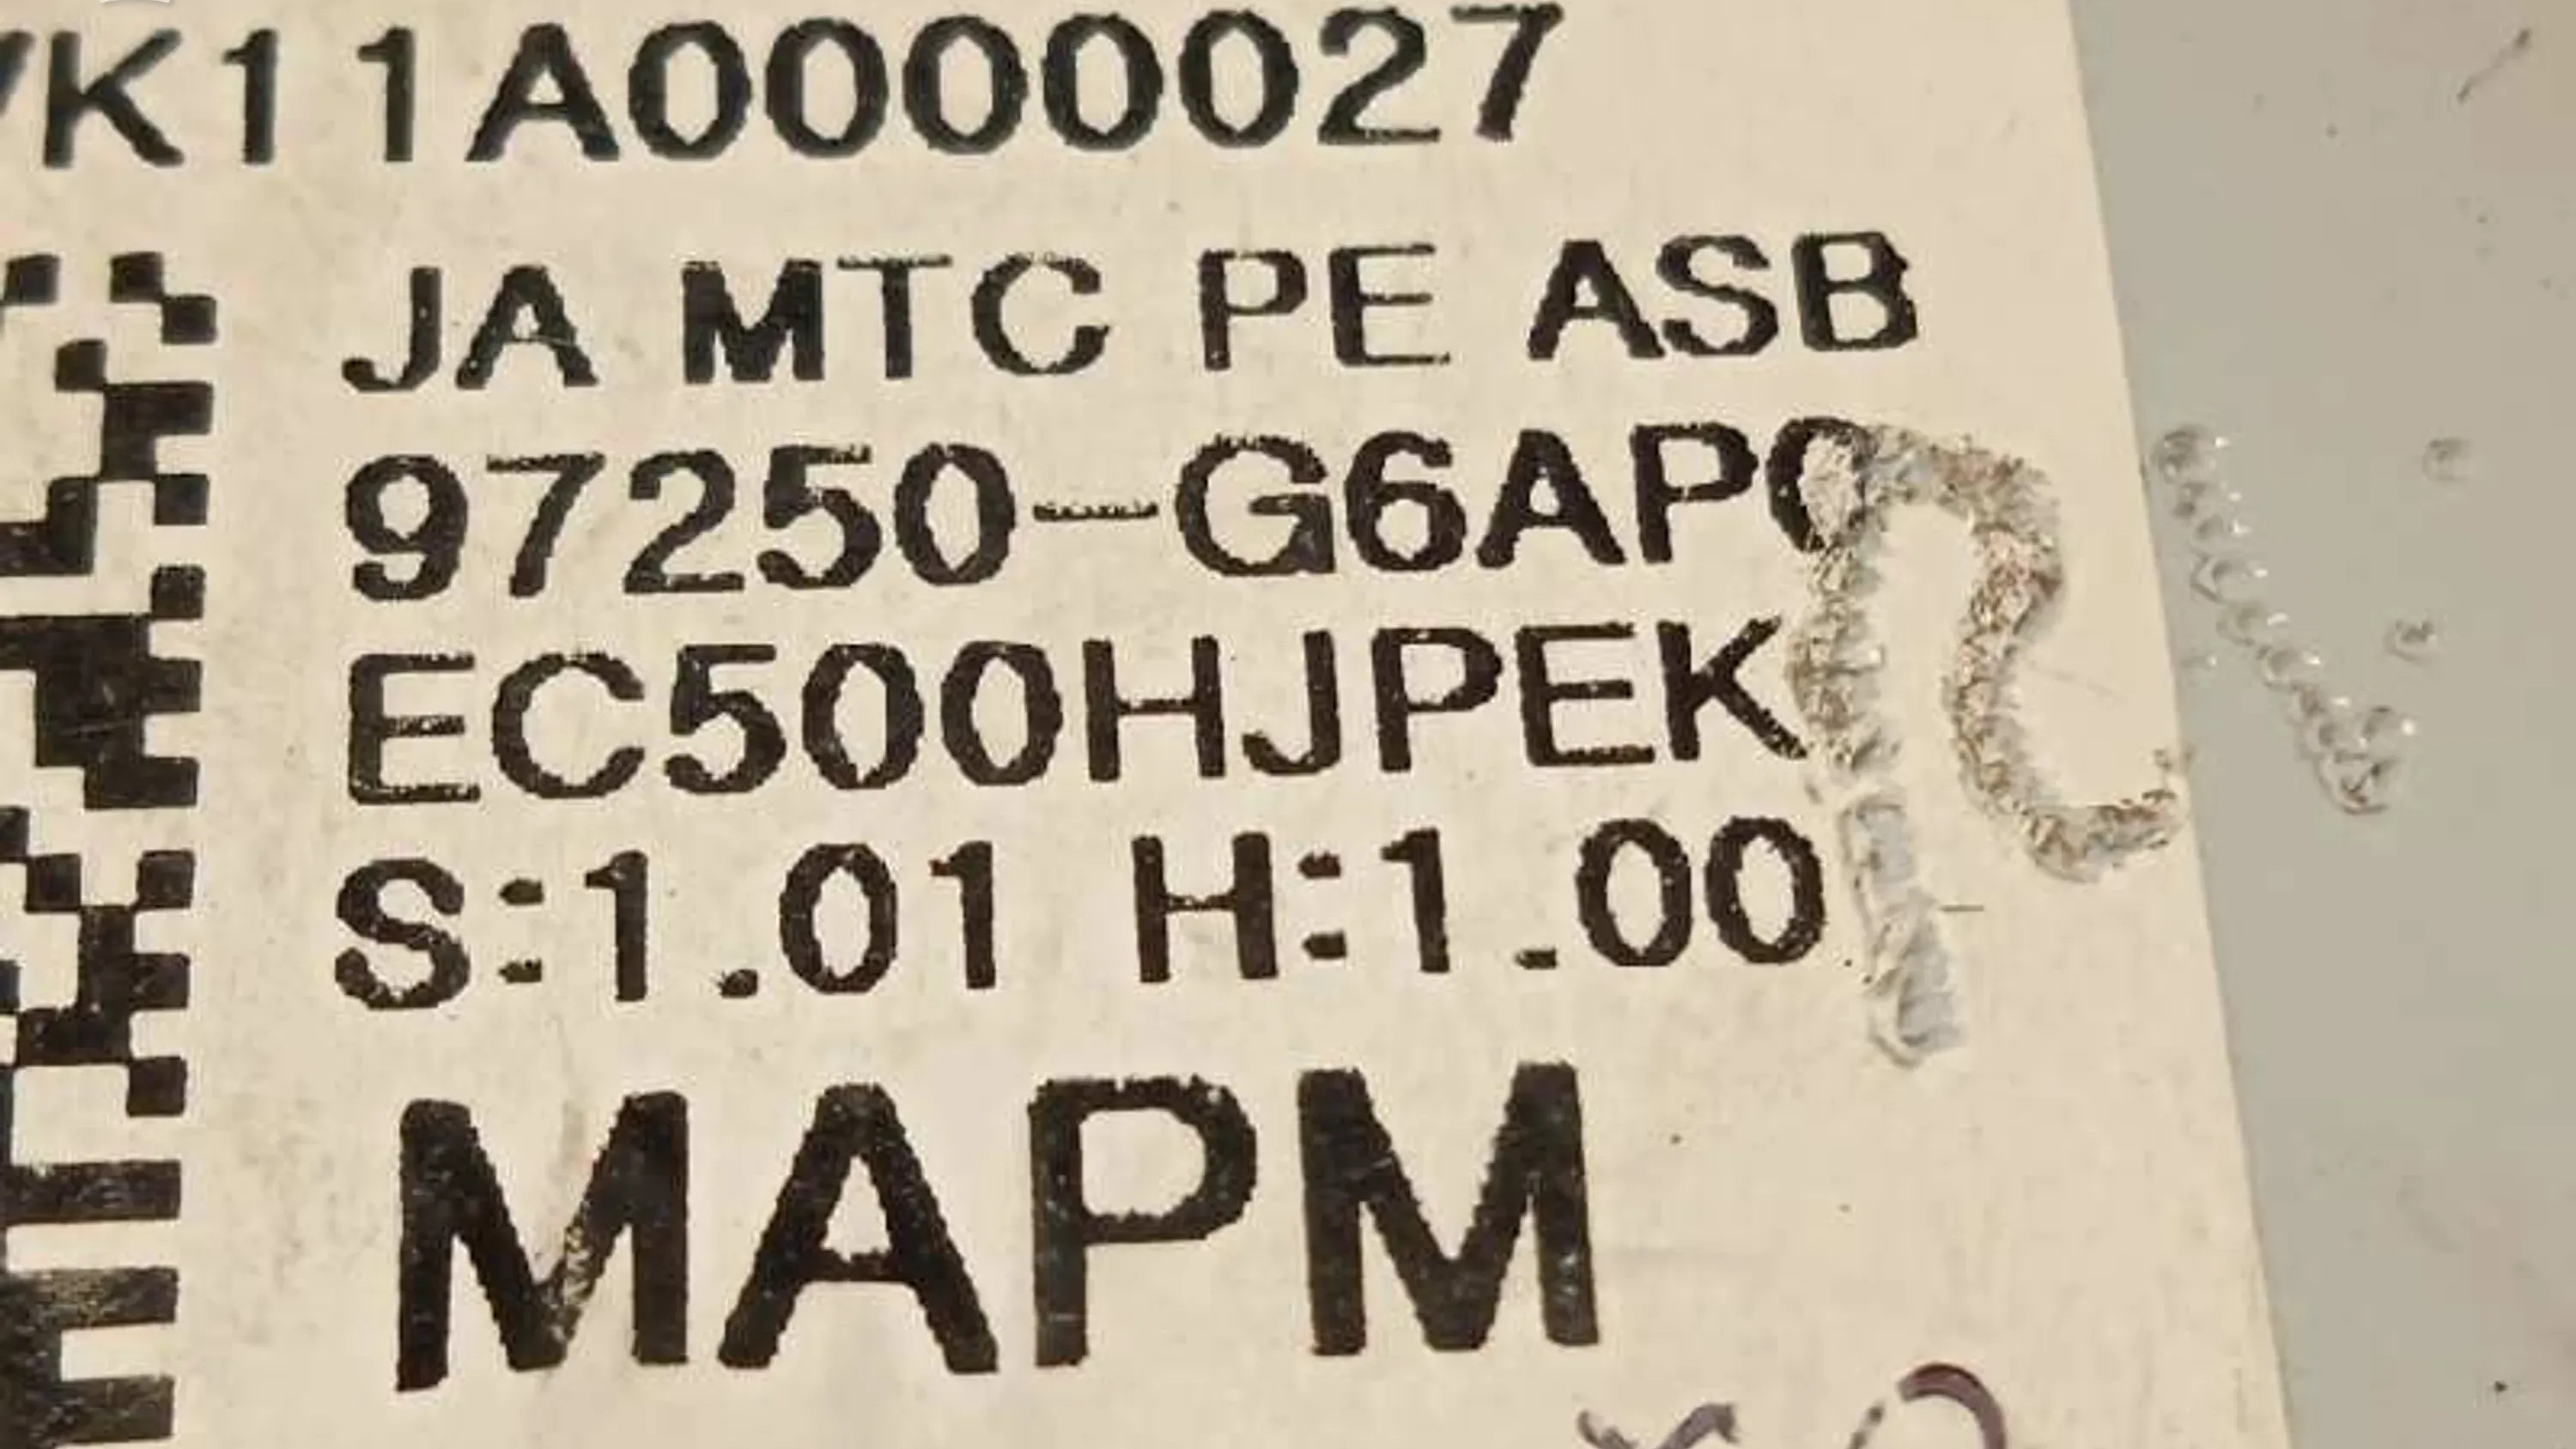 K11A0000027
JA MTC PE ASB
97250-G6AP
EC500HJPEK
S:1.01 H:1.00
MAPM